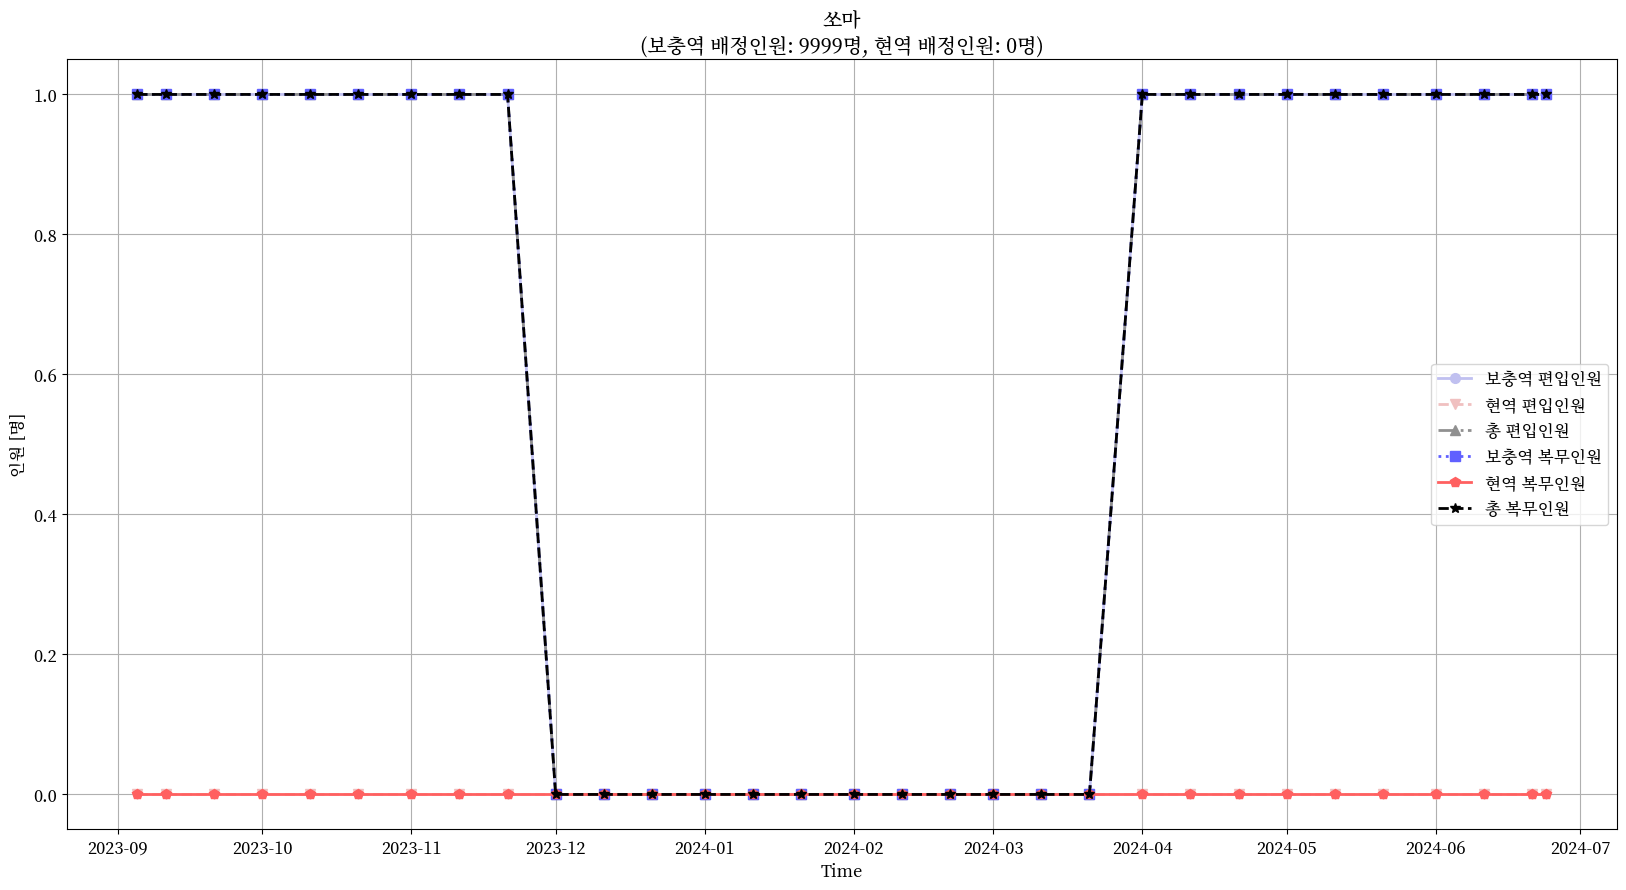 쏘마
(보충역 배정인원: 9999명, 현역 배정인원: 0명)
1.0
0.8
0.6
0.4
0.2
0.0
인원 [명]
보충역 편입인원
현역 편입인원
총 편입인원
보충역 복무인원
현역 복무인원
총 복무인원
2023-09 2023-10 2023-11 2023-12 2024-01 2024-02 2024-03 2024-04 2024-05 2024-06 2024-07
Time